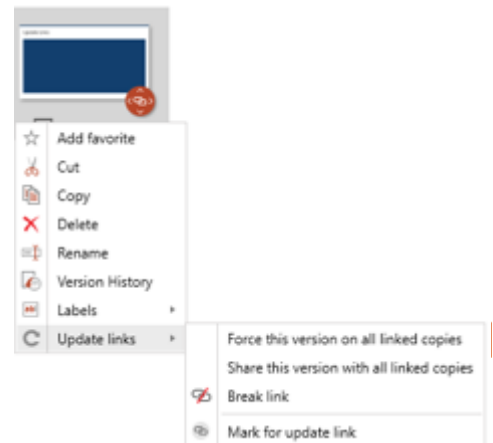 Add favorite
Cut
Copy
Delete
Rename
Version History
Labels
Update links
Force this version on all linked copies
Share this version with all linked copies
Break link
Mark for update link